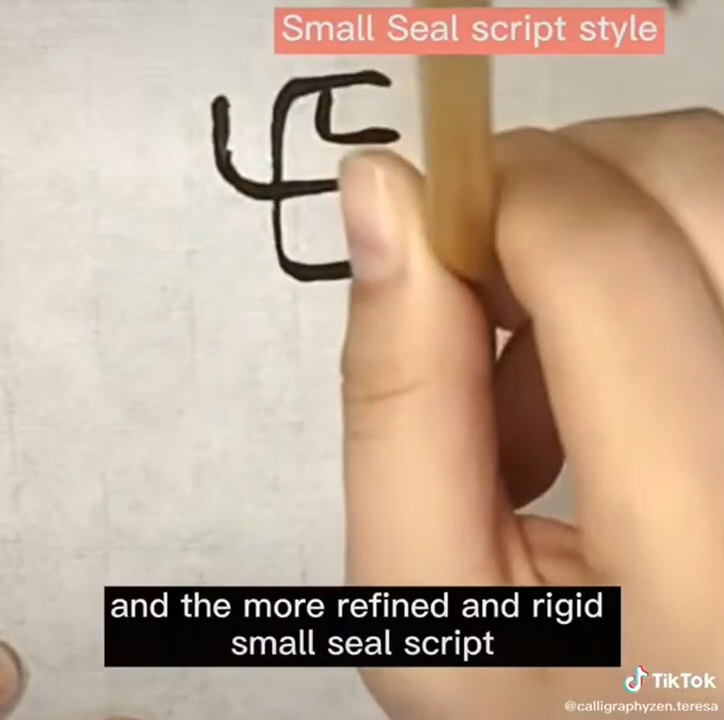 Small Seal script style
and the more refined and rigid
small seal script
TikTok
@calligraphyzen.teresa